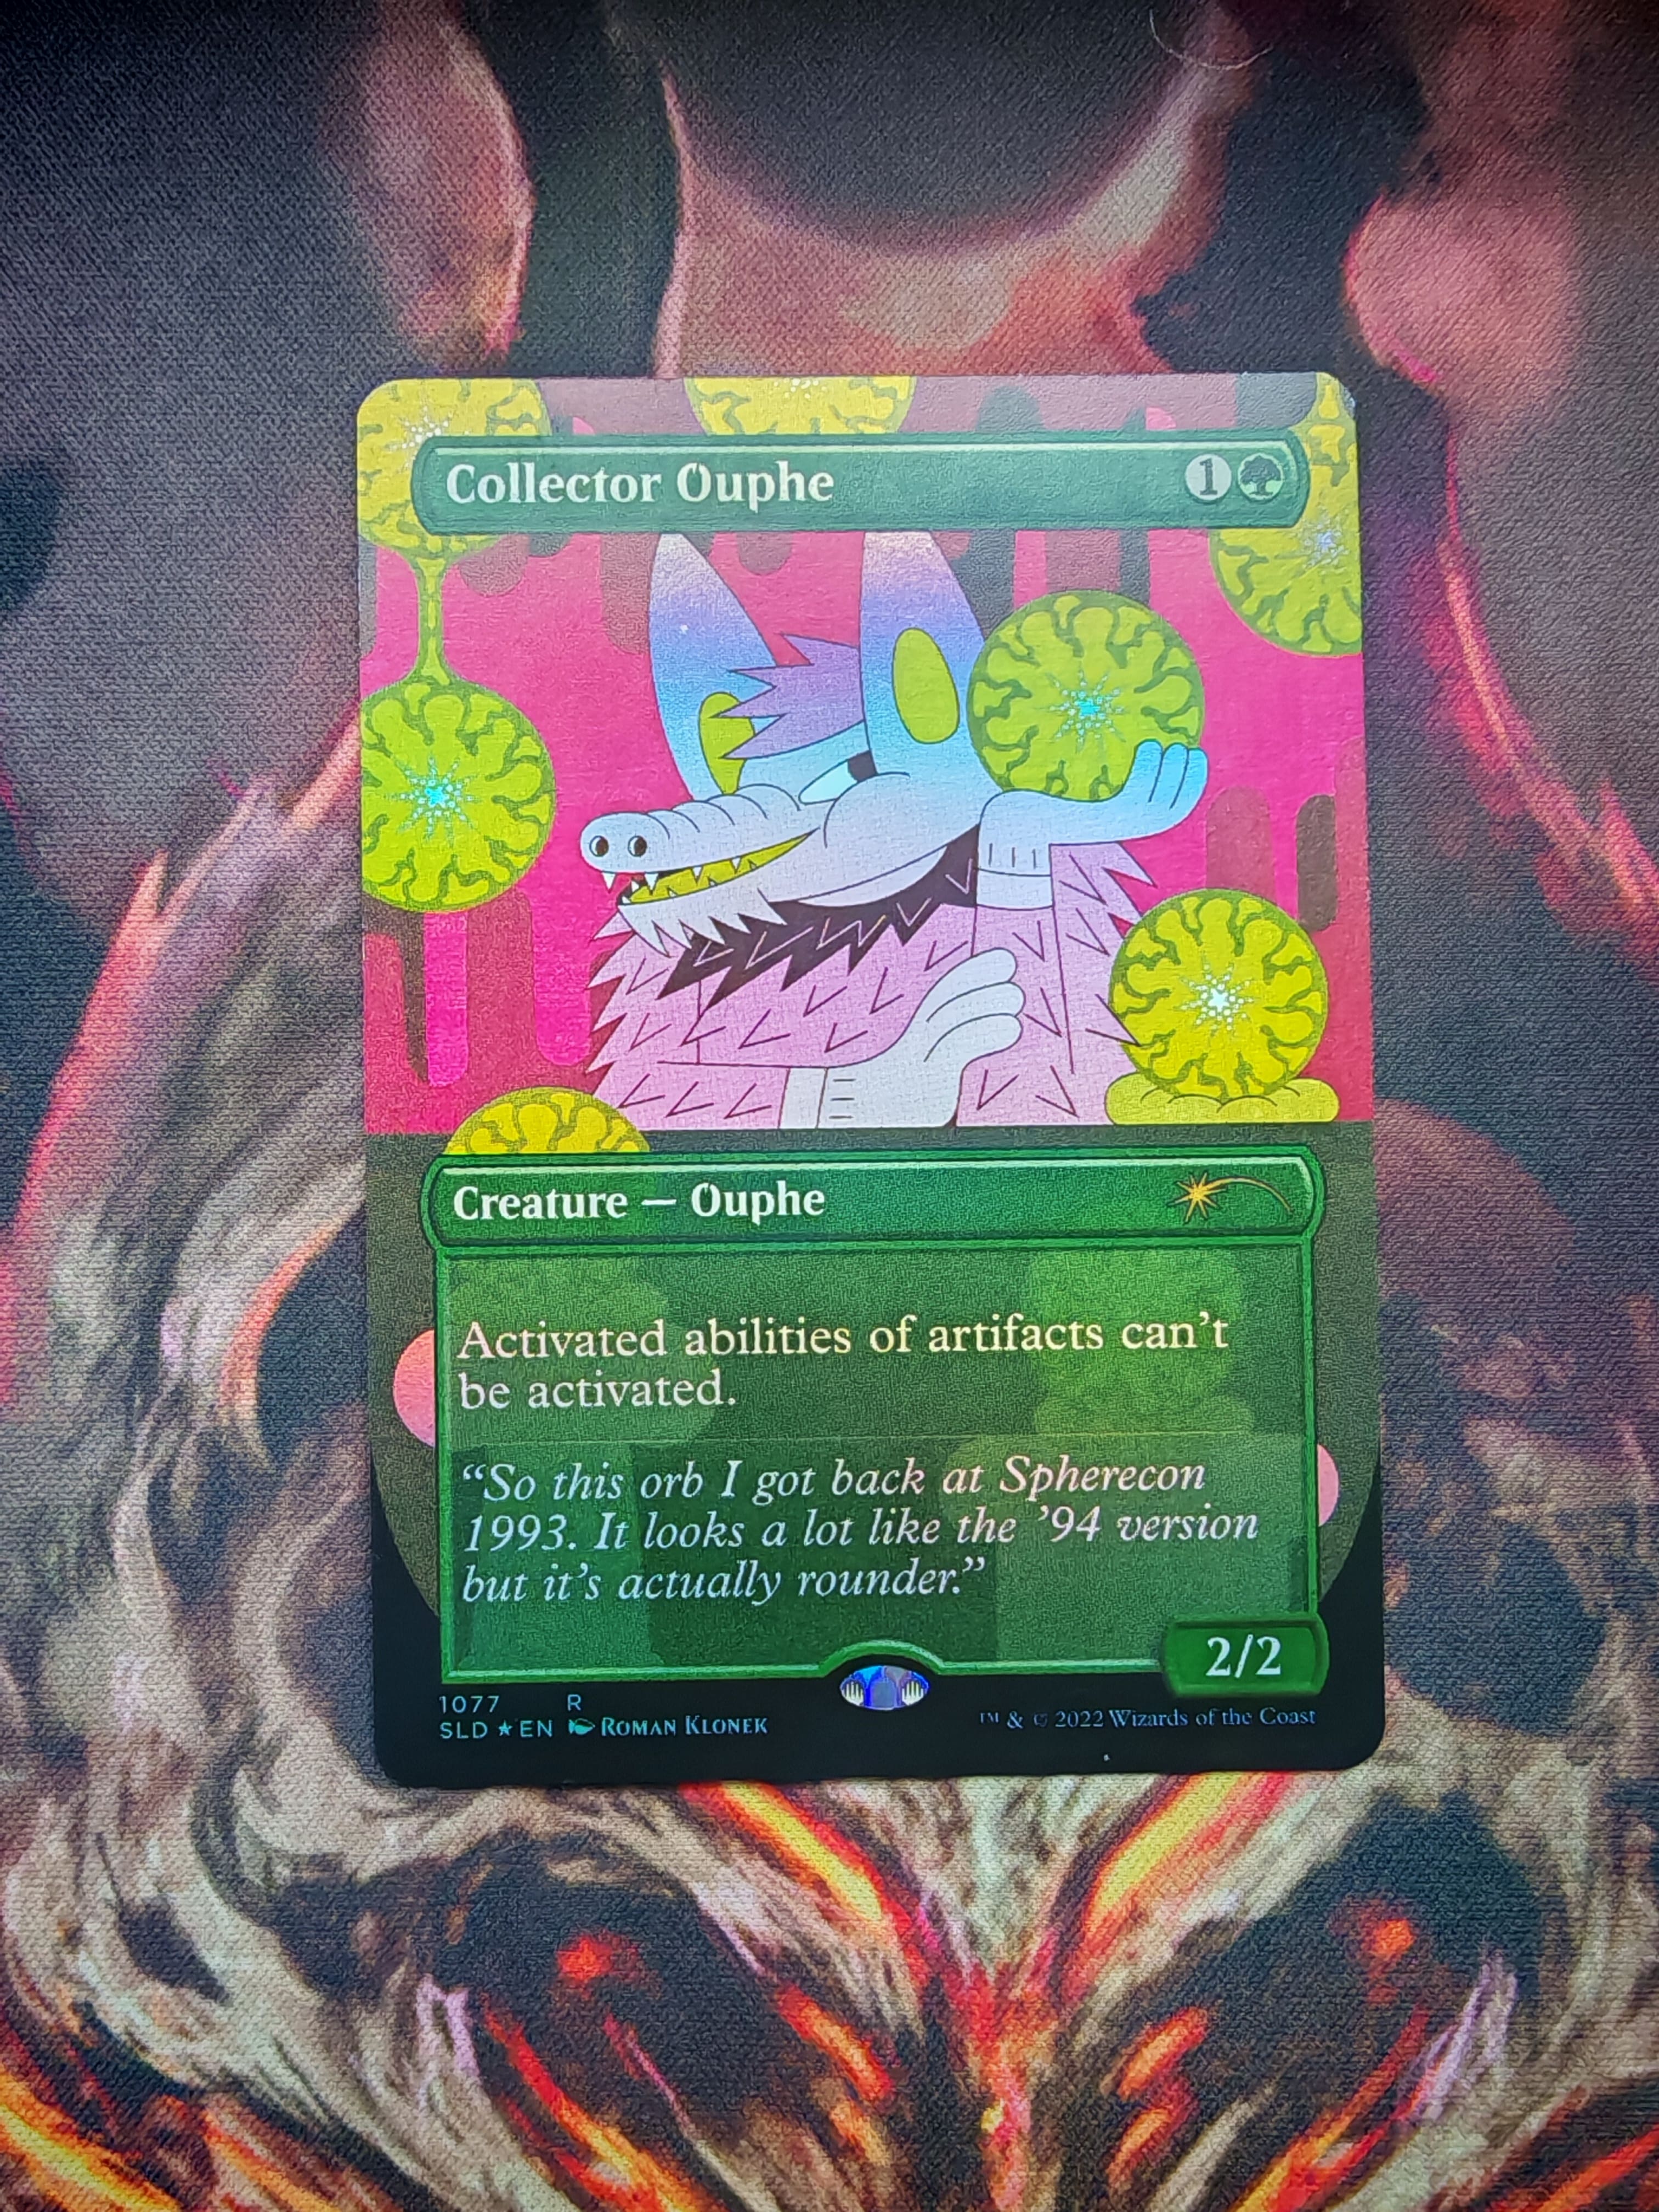 Collector Ouphe 1
Creature — Ouphe
Activated abilities of artifacts can't
be activated.
“So this orb I got back at Spherecon
1993. It looks a lot like the ’94 version
but it’s actually rounder.”
2/2
1077 R
SLD ★ EN Roman Klonek
™ & © 2022 Wizards of the Coast